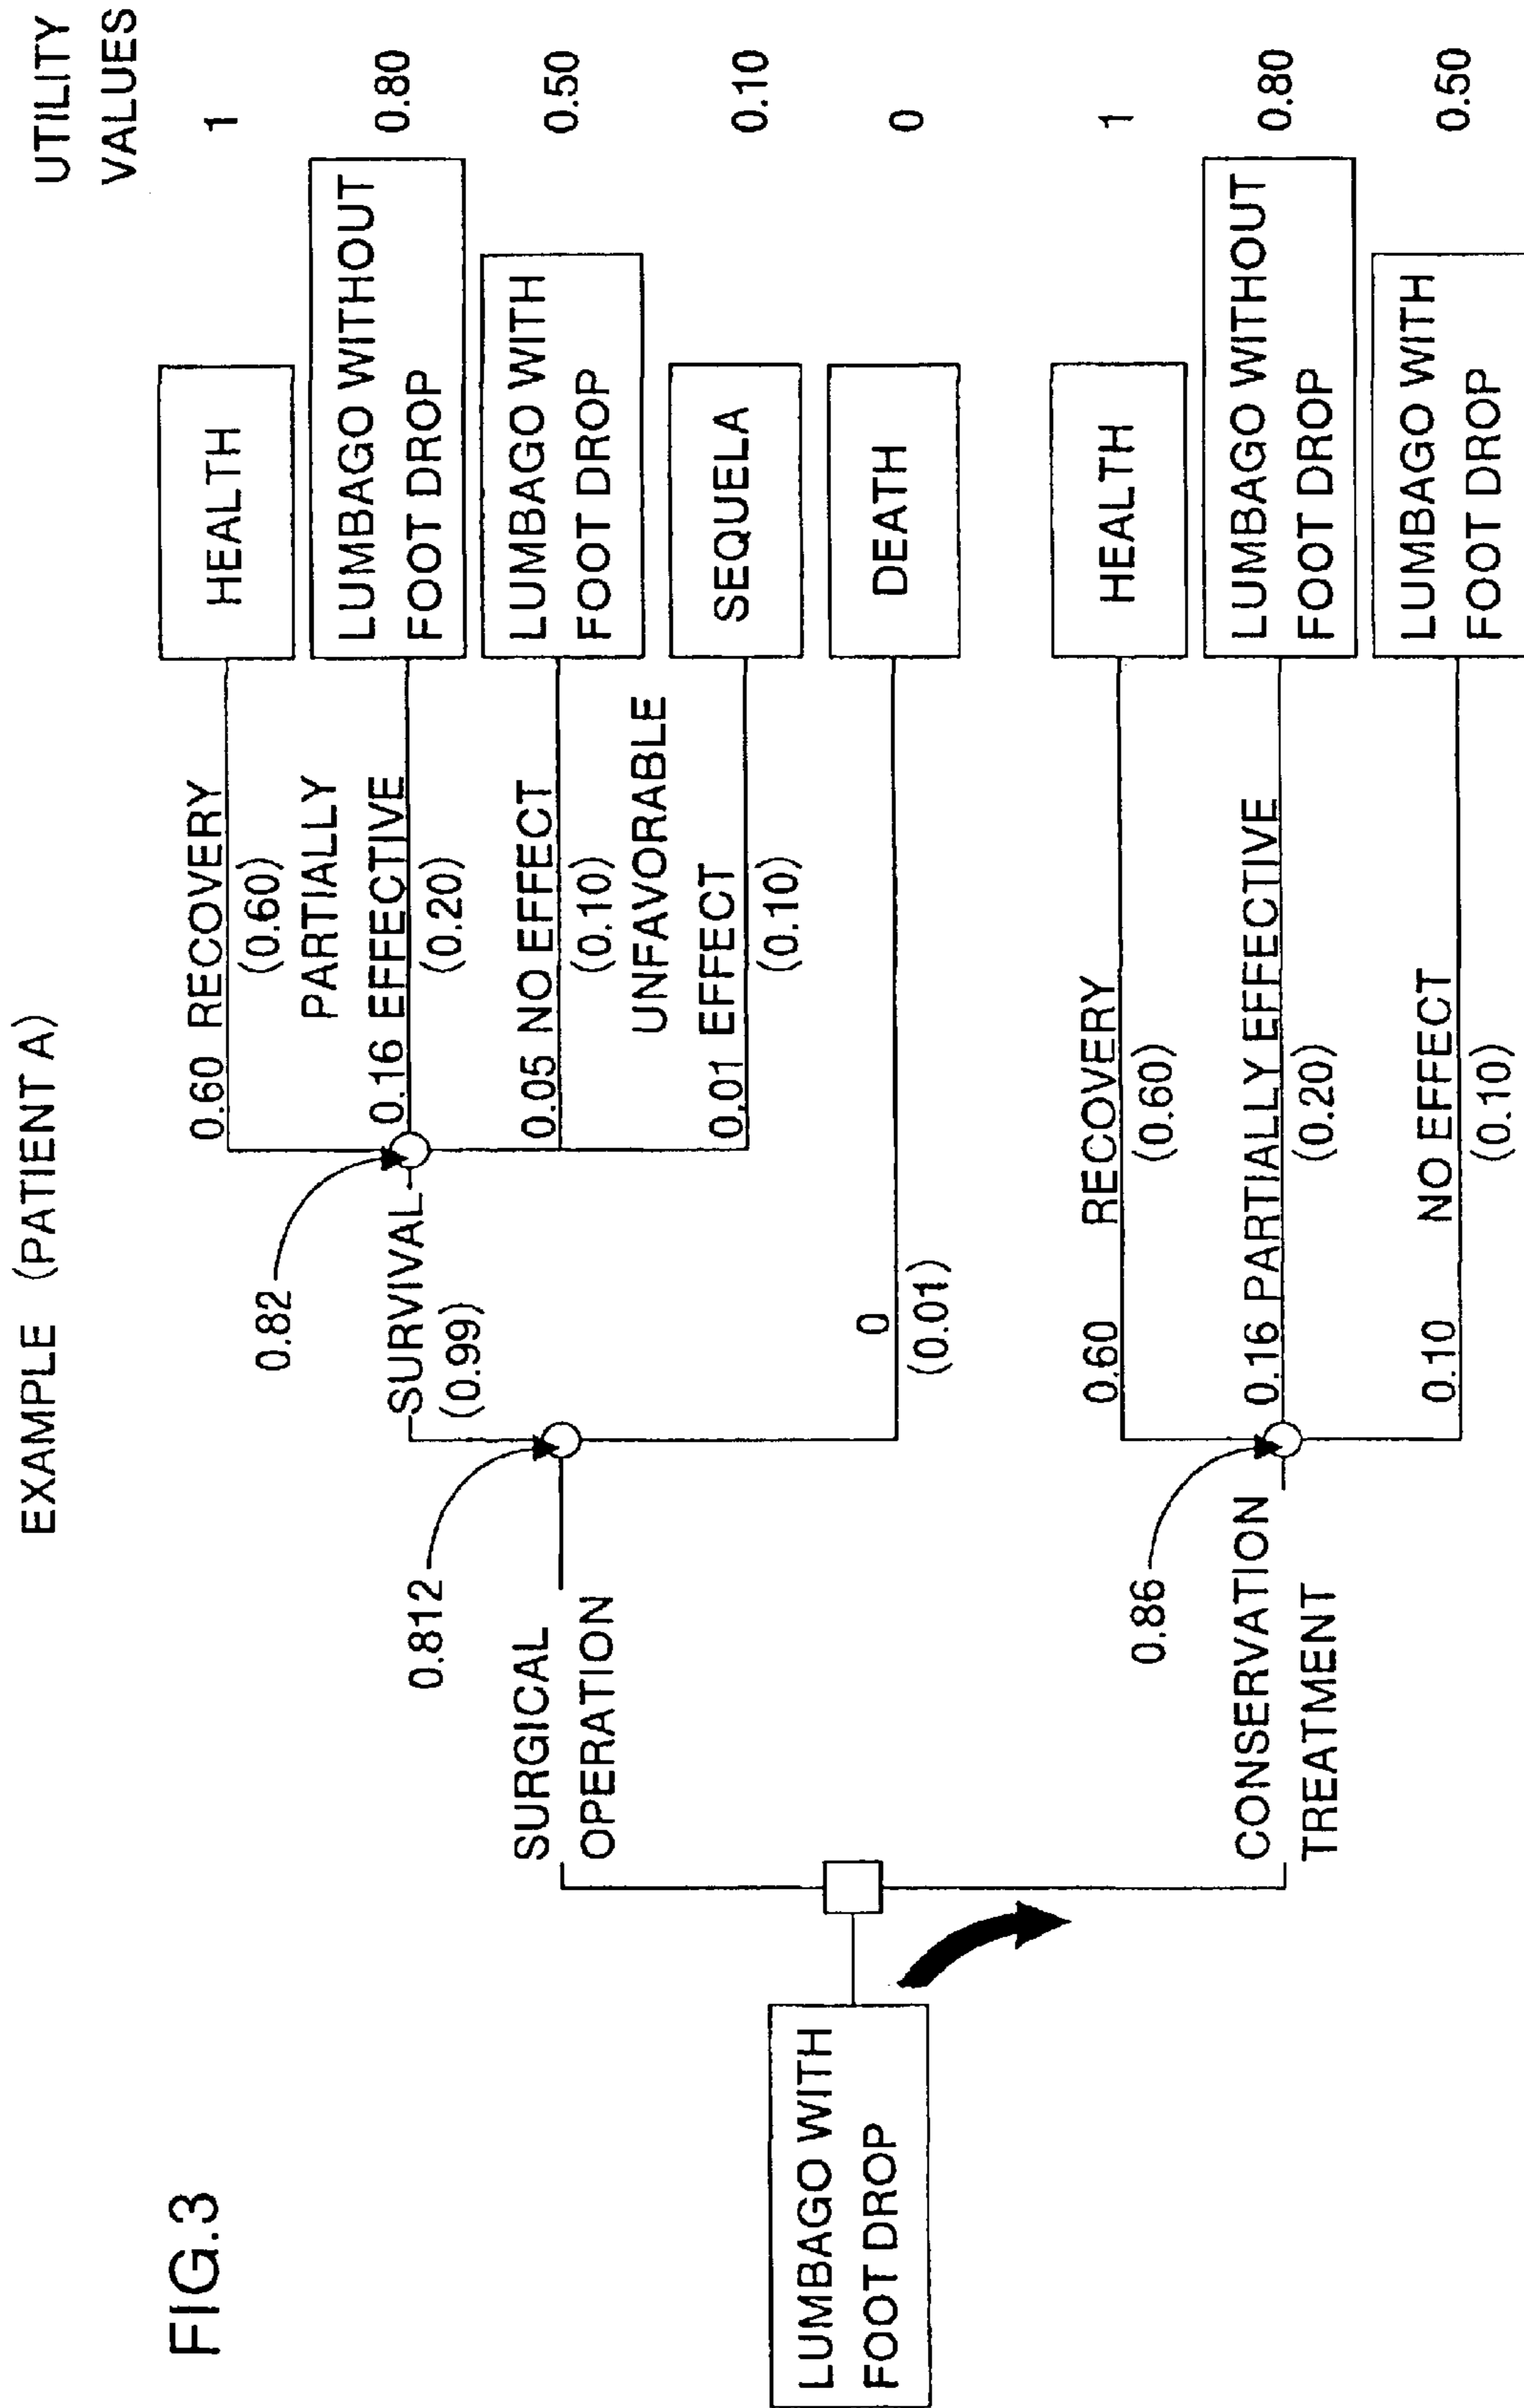 FIG.3
EXAMPLE (PATIENT A)
UTILITY
VALUES
LUMBAGO WITH
FOOT DROP
SURGICAL
OPERATION
0.812
SURVIVAL
(0.99)
0.82
0.60 RECOVERY
(0.60)
HEALTH
1
PARTIALLY
0.16 EFFECTIVE
(0.20)
LUMBAGO WITHOUT
FOOT DROP
0.80
0.05 NO EFFECT
(0.10)
LUMBAGO WITH
FOOT DROP
0.50
UNFAVORABLE
0.01 EFFECT
(0.10)
SEQUELA
0.10
0
(0.01)
DEATH
0
CONSERVATION
TREATMENT
0.86
0.60 RECOVERY
(0.60)
HEALTH
1
0.16 PARTIALLY EFFECTIVE
(0.20)
LUMBAGO WITHOUT
FOOT DROP
0.80
0.10 NO EFFECT
(0.10)
LUMBAGO WITH
FOOT DROP
0.50